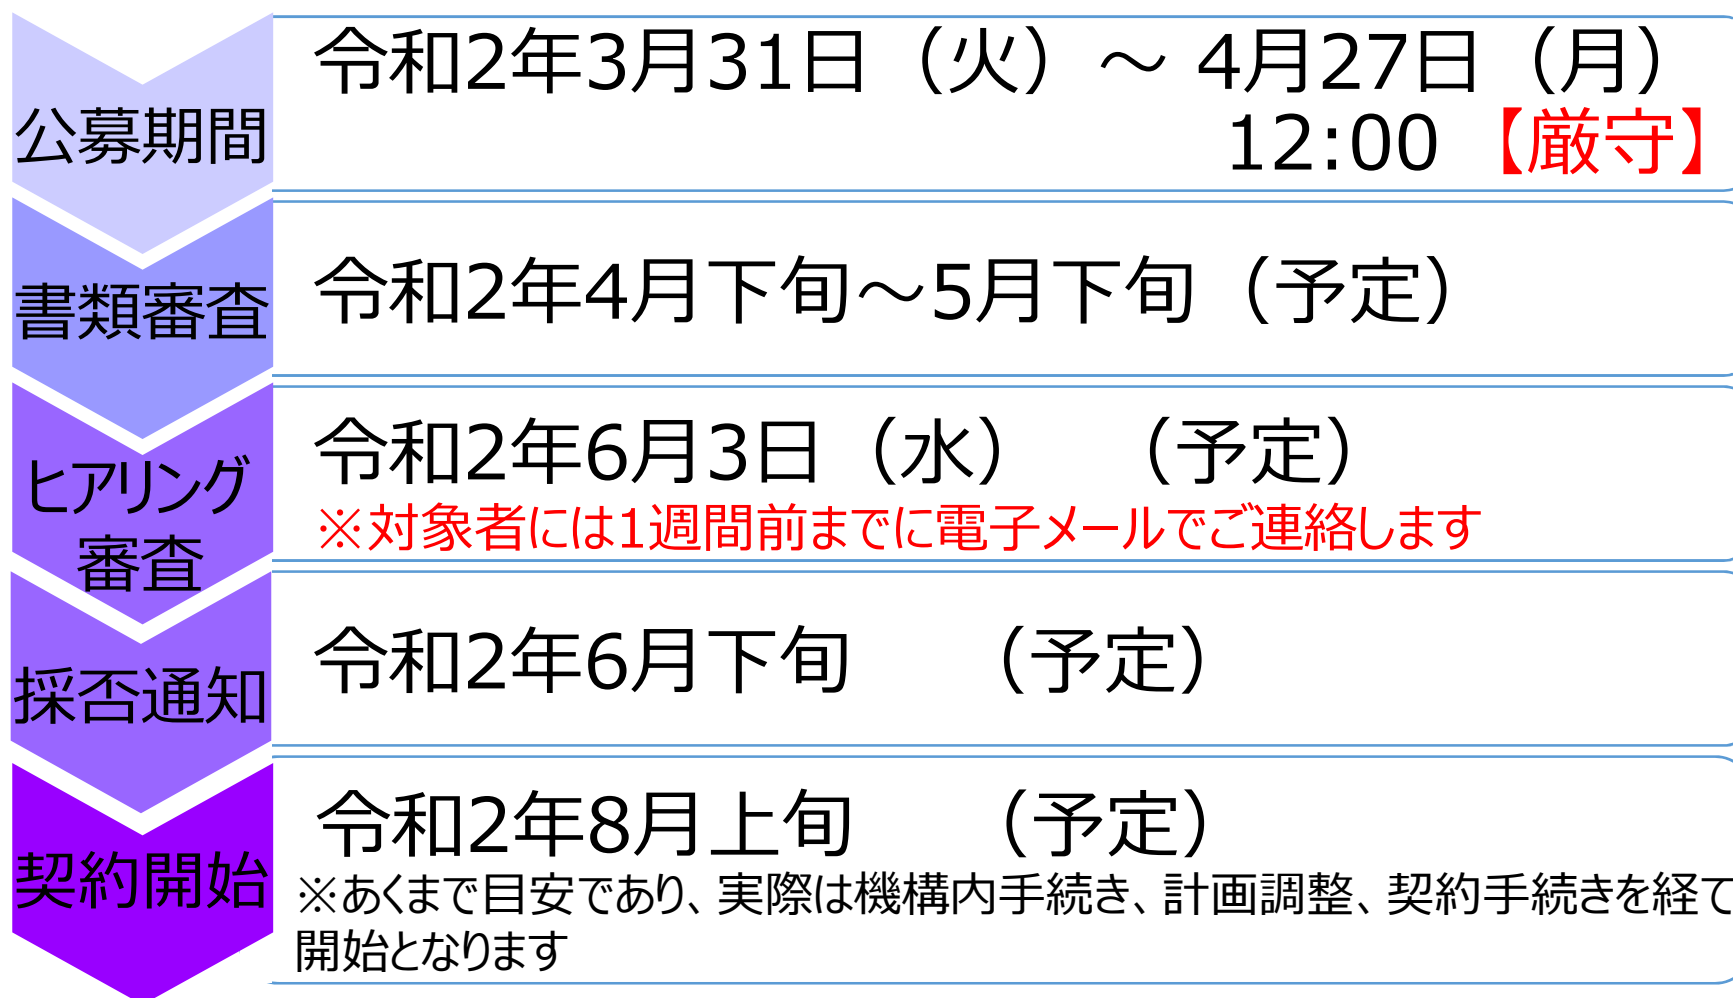 公募期間
令和2年3月31日（火）～ 4月27日（月）
12:00 【厳守】
書類審査
令和2年4月下旬～5月下旬（予定）
ヒアリング
審査
令和2年6月3日（水）　（予定）
※対象者には1週間前までに電子メールでご連絡します
採否通知
令和2年6月下旬　　（予定）
契約開始
令和2年8月上旬　　（予定）
※あくまで目安であり、実際は機構内手続き、計画調整、契約手続きを経て
開始となります